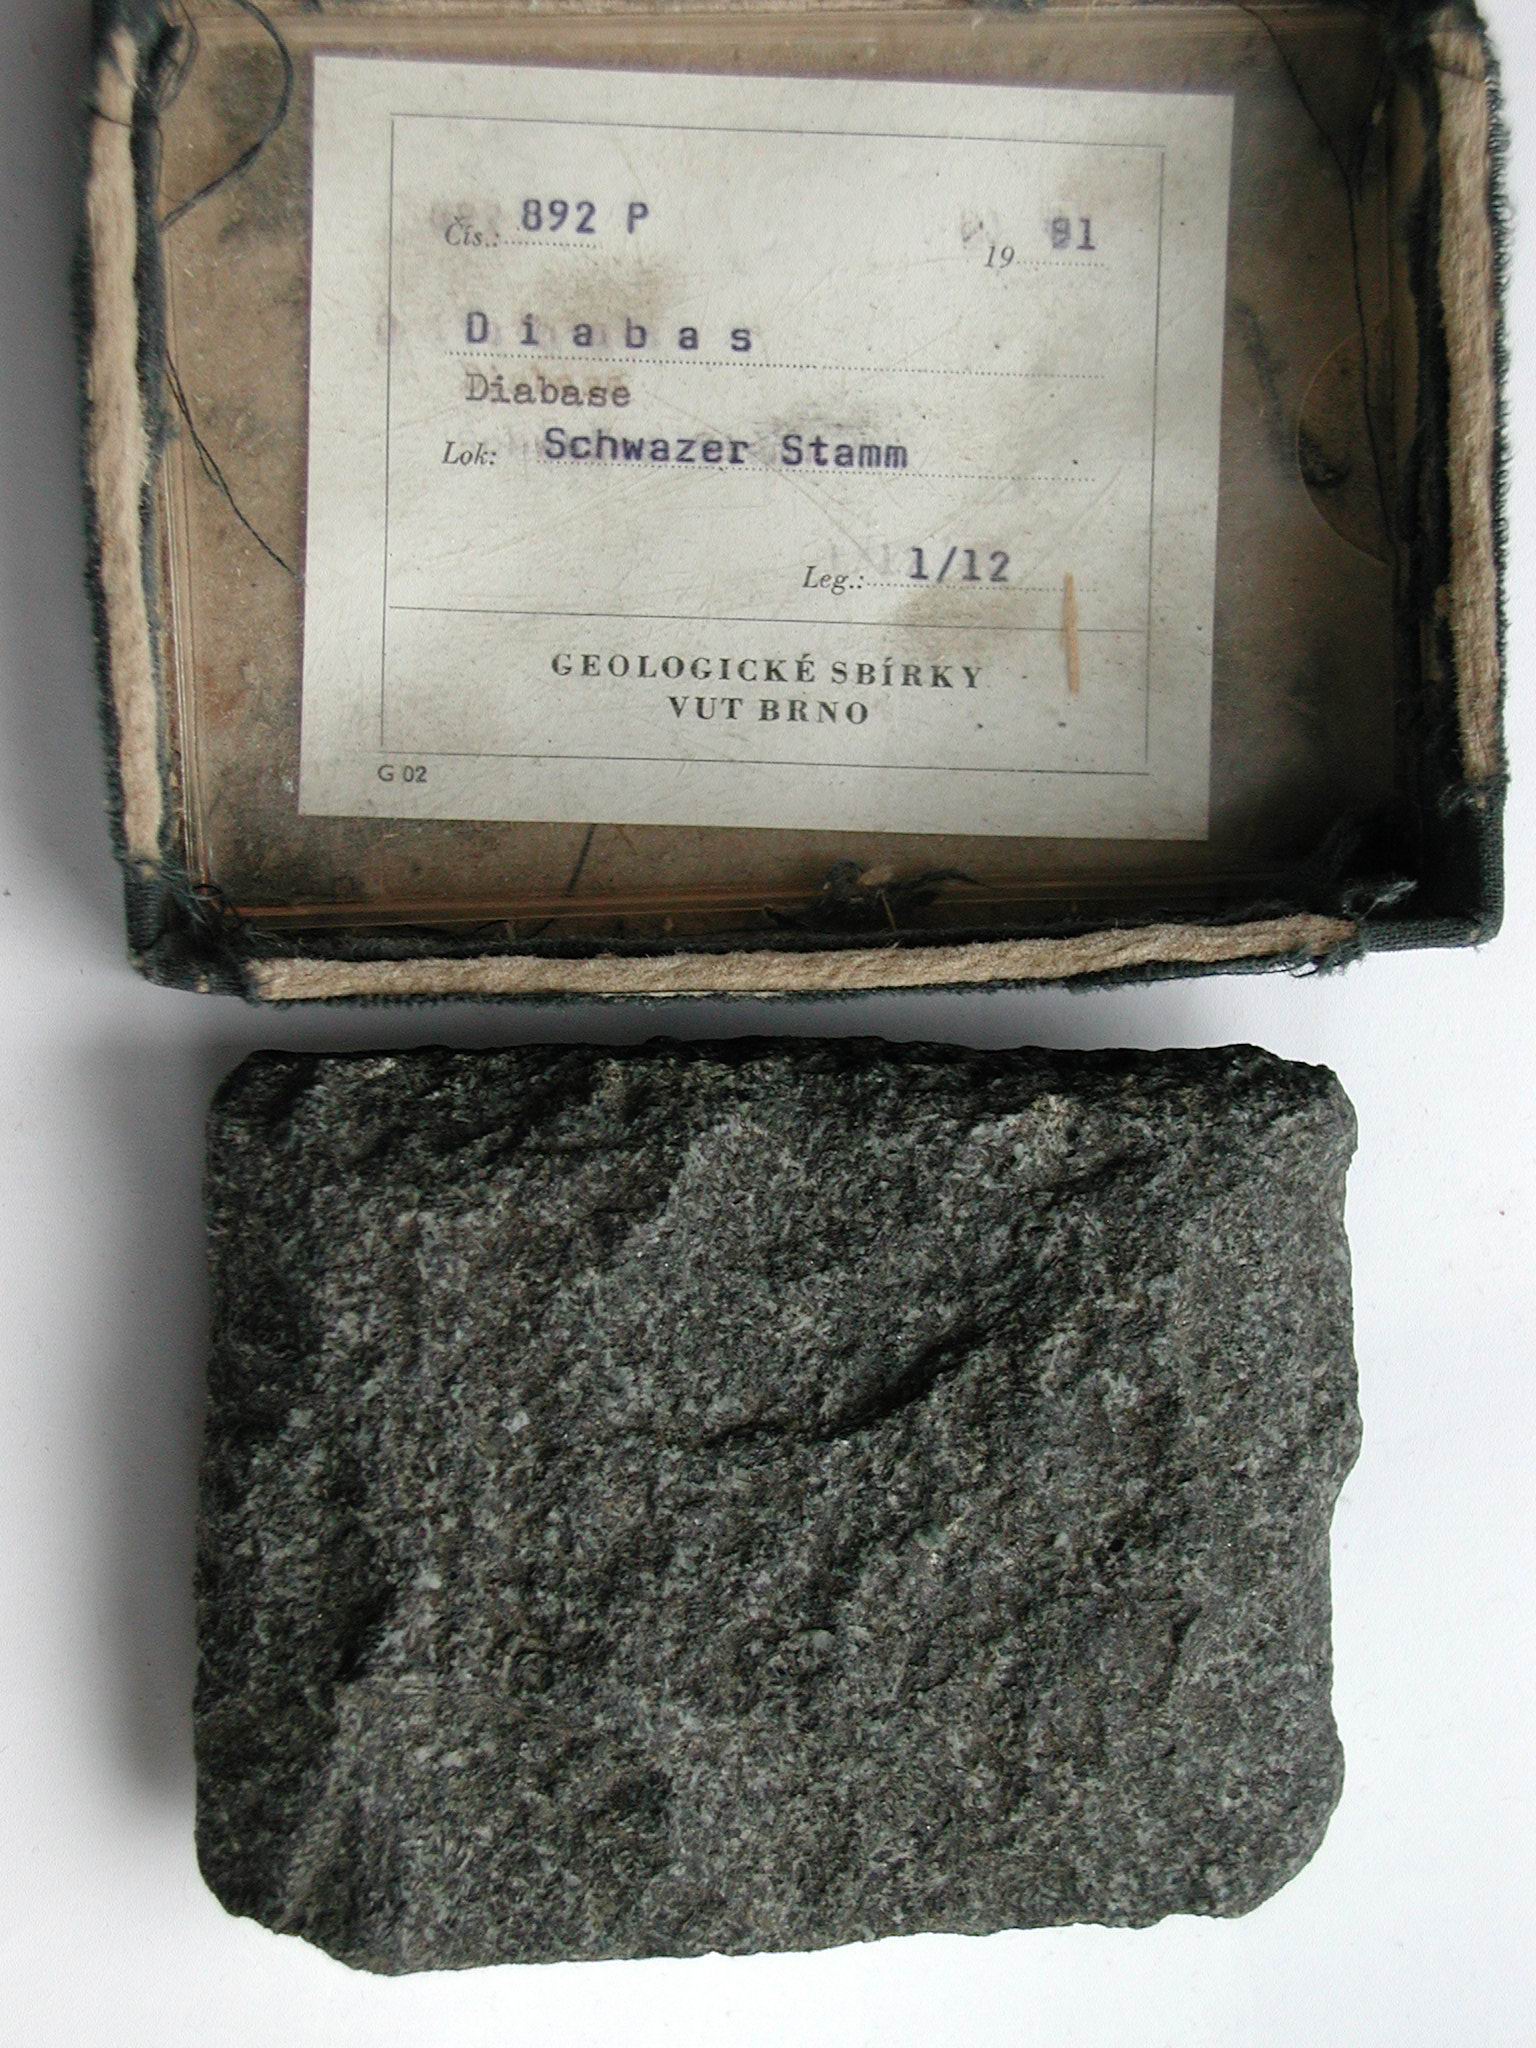 Čís.: 892 P 19 81
Diabas
Diabase
Lok: Schwazer Stamm
Leg.: 1/12
GEOLOGICKÉ SBÍRKY
VUT BRNO
G 02